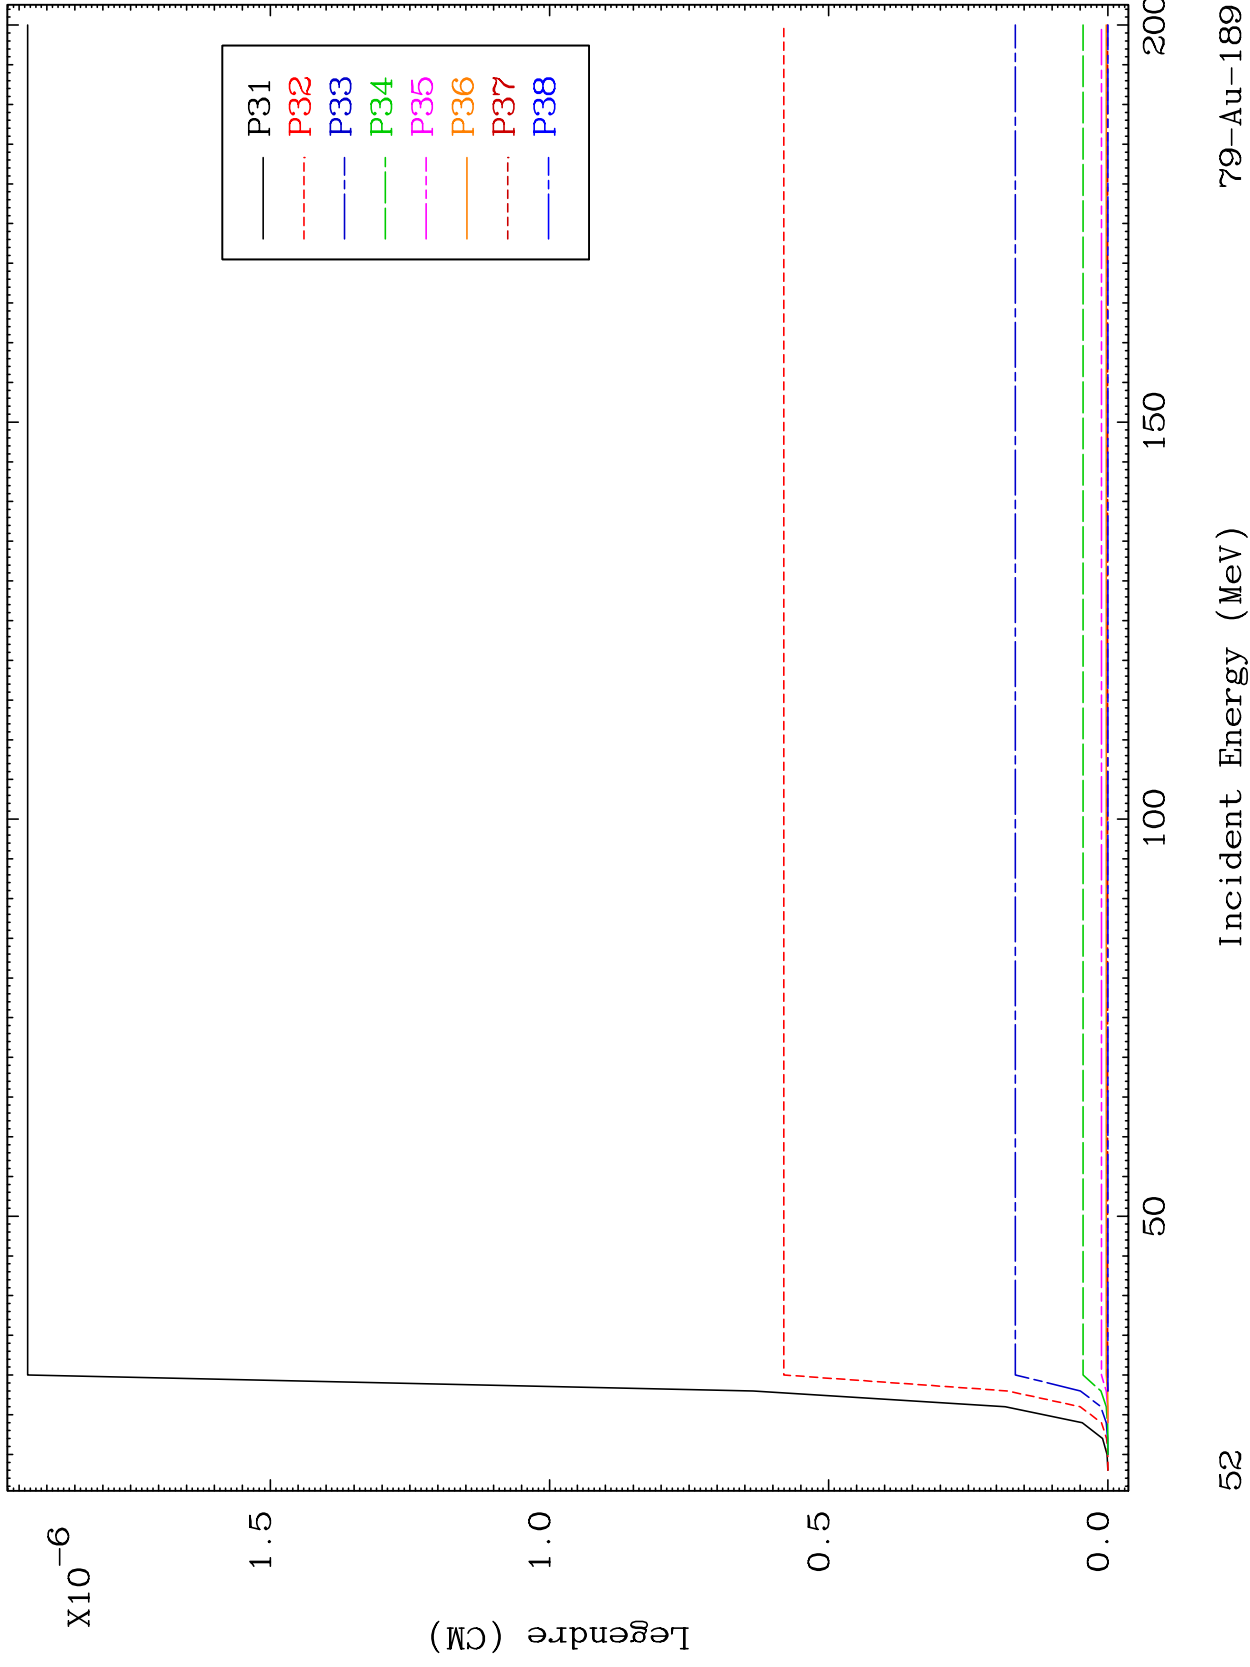 X10-6
1.5
1.0
0.5
0.0
Legendre (CM)
P31
P32
P33
P34
P35
P36
P37
P38
50
100
150
200
52
Incident Energy (MeV)
79-Au-189